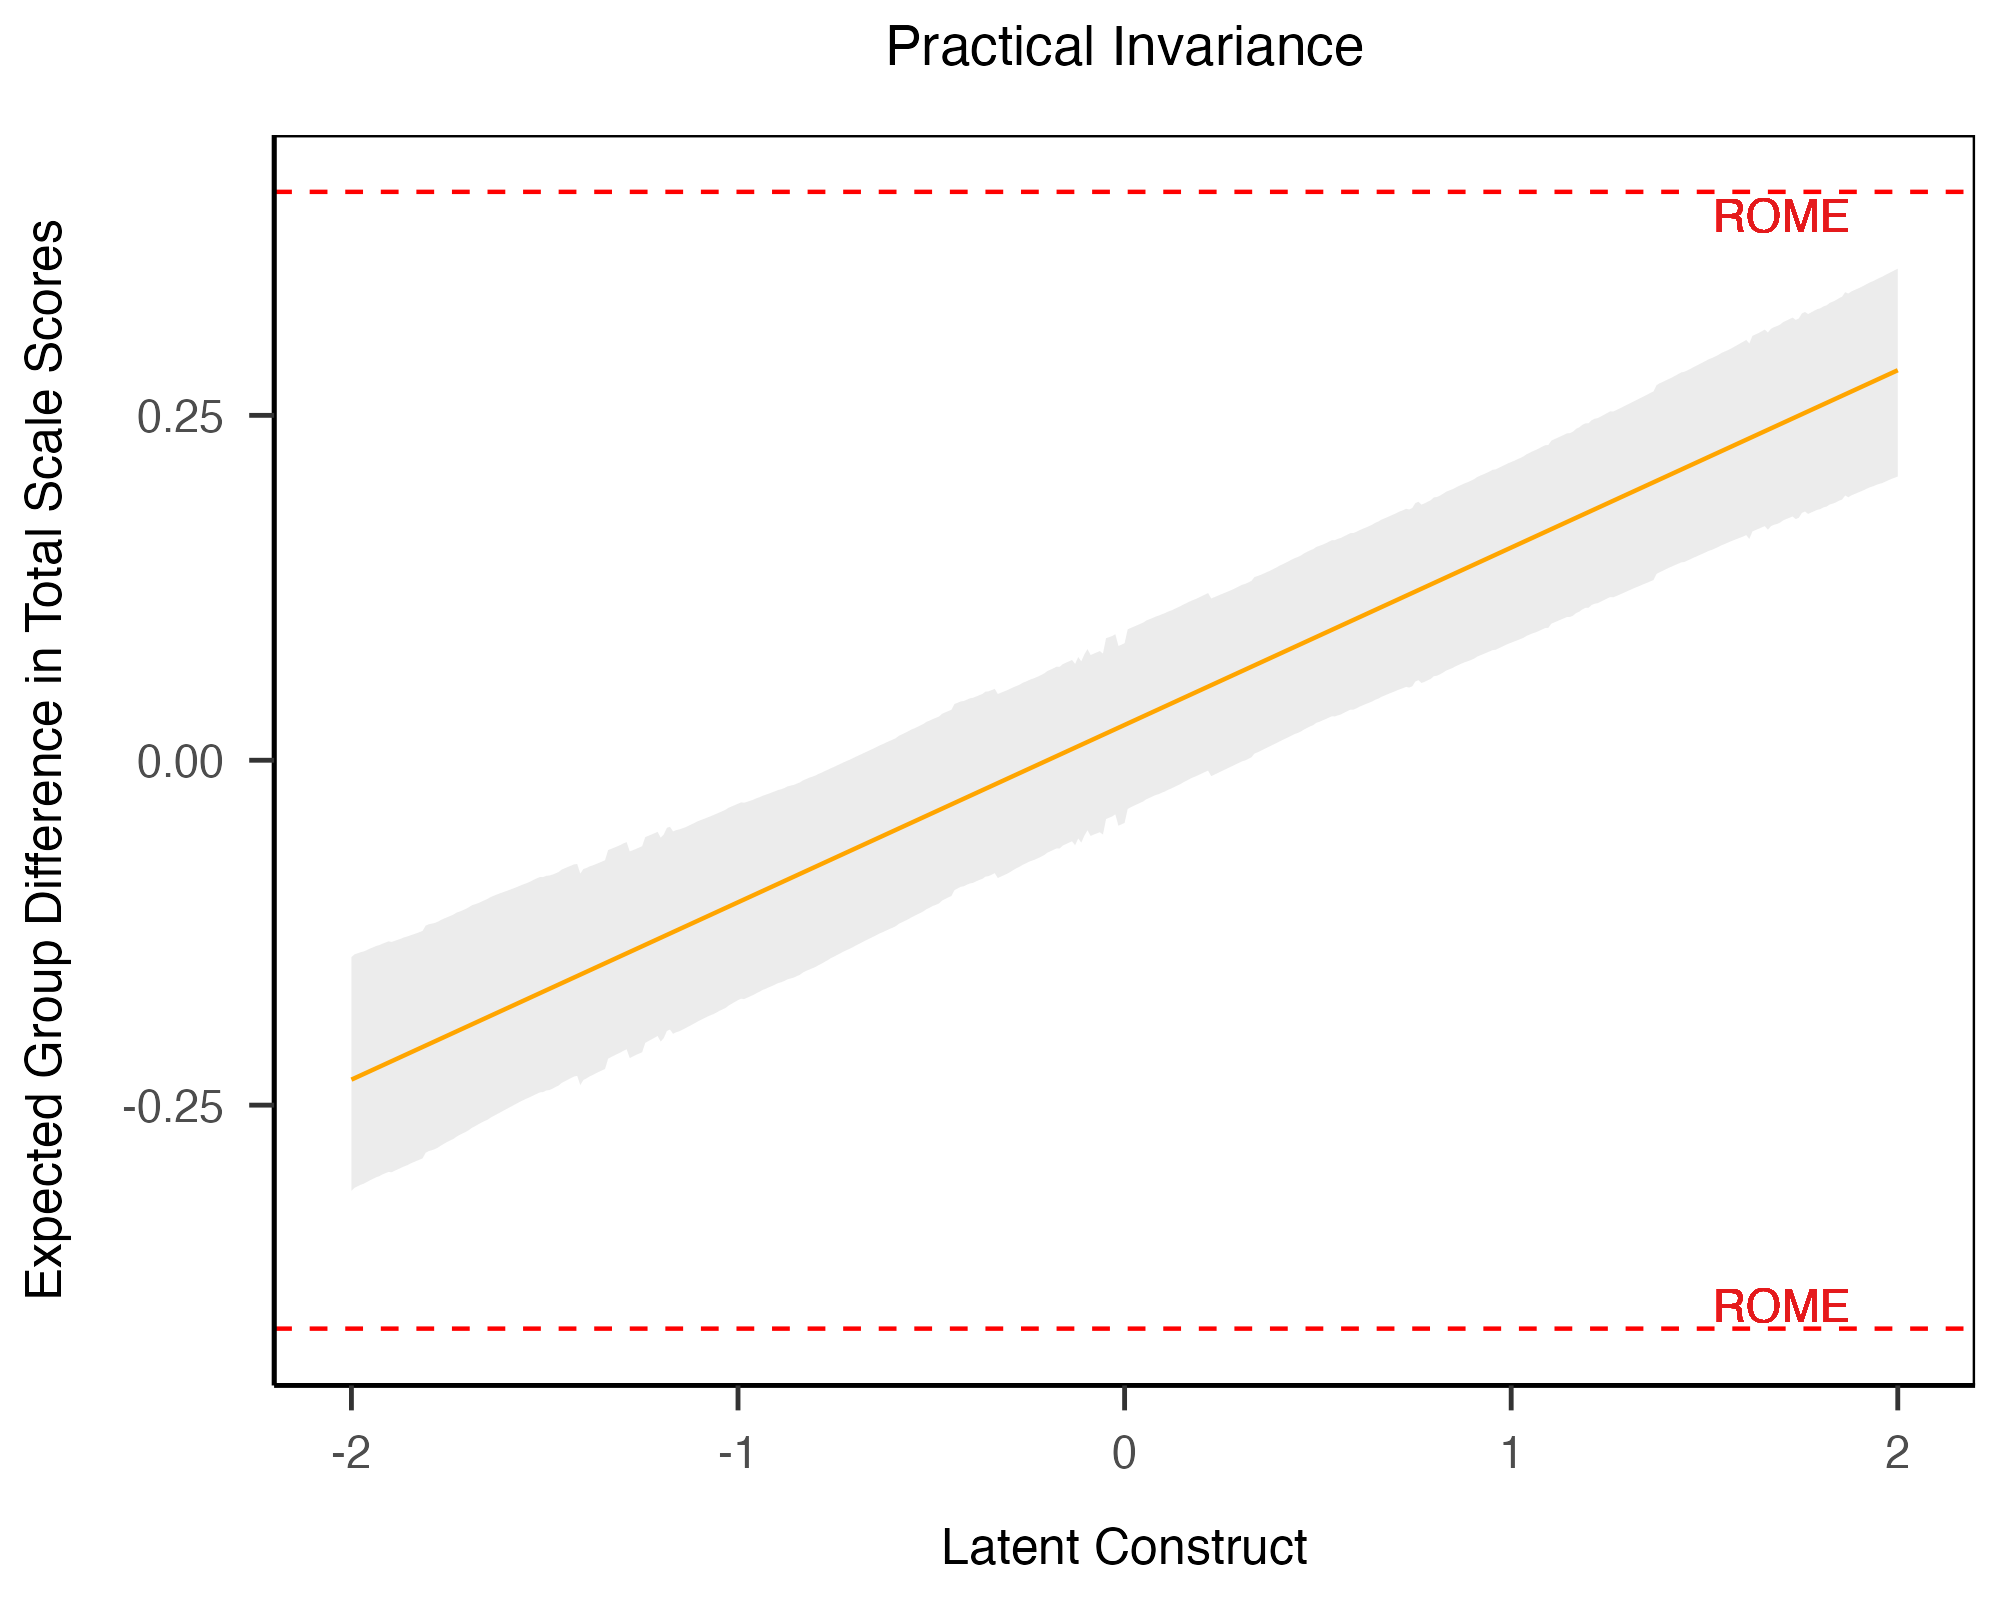 Practical Invariance
Expected Group Difference in Total Scale Scores
ROME
0.25
0.00
-0.25
ROME
-2
-1
0
1
2
Latent Construct